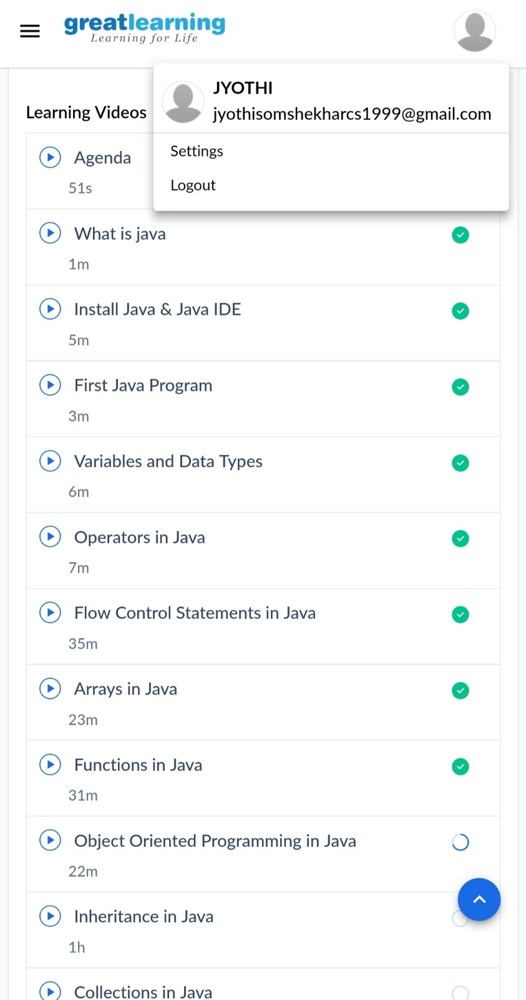 greatlearning
Learning for Life
JYOTHI
jyothisomshekharcs1999@gmail.com
Settings
Logout
Learning Videos
Agenda
51s
What is java
1m
Install Java & Java IDE
5m
First Java Program
3m
Variables and Data Types
6m
Operators in Java
7m
Flow Control Statements in Java
35m
Arrays in Java
23m
Functions in Java
31m
Object Oriented Programming in Java
22m
Inheritance in Java
1h
Collections in Java